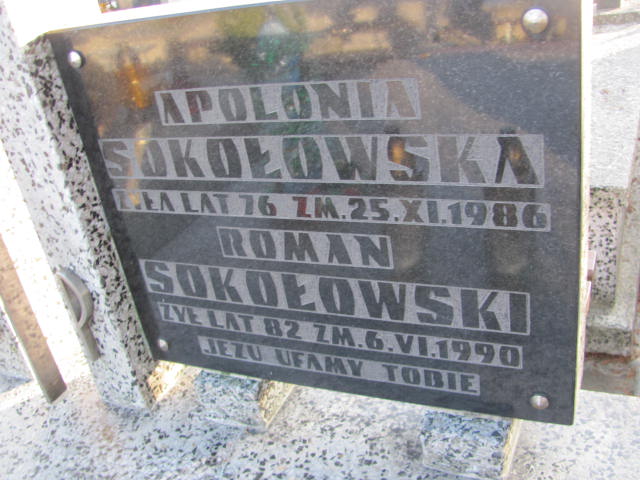 APOLONIA
SOKOŁOWSKA
ŻYŁA LAT 76 ZM.25.XI.1986
ROMAN
SOKOŁOWSKI
ŻYŁ LAT 82 ZM.6.VI.1990
JEZU UFAMY TOBIE